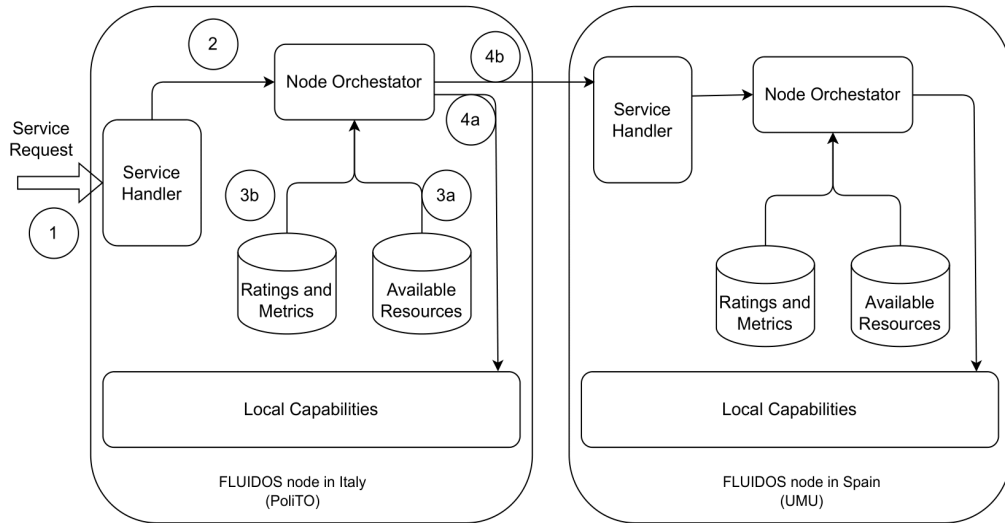 Service
Request
1
Service
Handler
2
Node Orchestator
3b
3a
Ratings and
Metrics
Available
Resources
4b
4a
Local Capabilities
FLUIDOS node in Italy
(PoliTO)
Service
Handler
Node Orchestator
Ratings and
Metrics
Available
Resources
Local Capabilities
FLUIDOS node in Spain
(UMU)